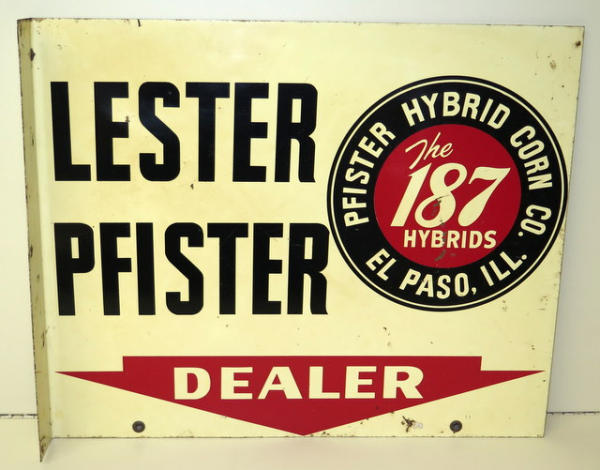 LESTER
PFISTER
PFISTER HYBRID CORN CO.
The
187
HYBRIDS
EL PASO, ILL.
DEALER